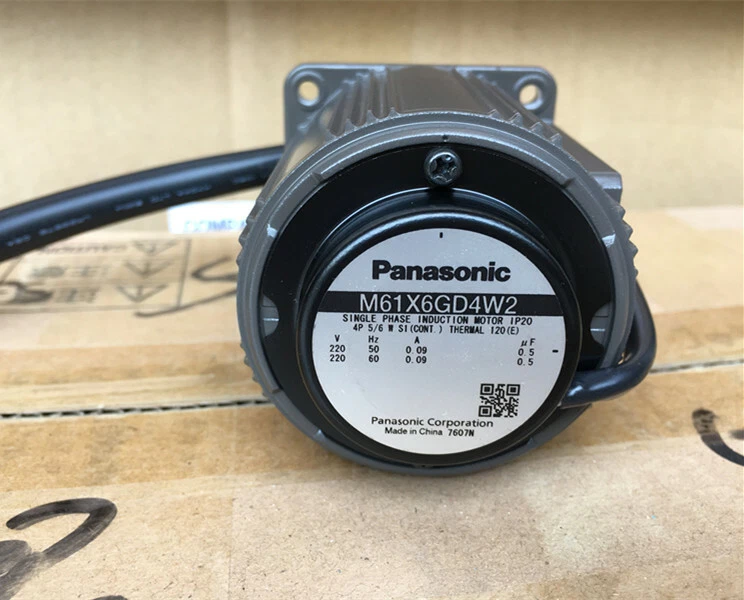 Panasonic
M61X6GD4W2
SINGLE PHASE INDUCTION MOTOR IP20
4P 5/6 W SI(CONT.) THERMAL 120(E)
V Hz A μF
220 50 0.09 0.5
220 60 0.09 0.5
Panasonic Corporation
Made in China 7607N